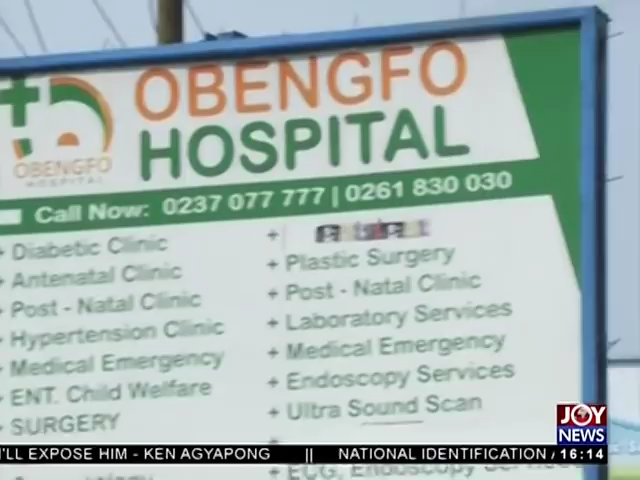 OBENGFO
HOSPITAL
OBENGFO
HOSPITAL
Call Now: 0237 077 777 | 0261 830 030
+ Diabetic Clinic
+ Antenatal Clinic
+ Post - Natal Clinic
+ Hypertension Clinic
+ Medical Emergency
+ ENT. Child Welfare
+ SURGERY
+
+ Plastic Surgery
+ Post - Natal Clinic
+ Laboratory Services
+ Medical Emergency
+ Endoscopy Services
+ Ultra Sound Scan
ECG, Endoscopy
JOY
NEWS
I'LL EXPOSE HIM - KEN AGYAPONG || NATIONAL IDENTIFICATION / 16:14